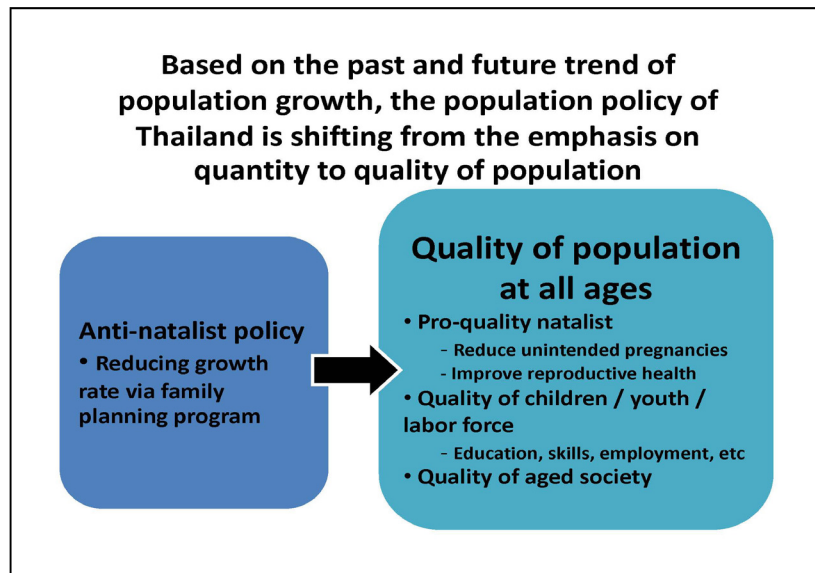 Based on the past and future trend of
population growth, the population policy of
Thailand is shifting from the emphasis on
quantity to quality of population
Anti-natalist policy
• Reducing growth
rate via family
planning program
Quality of population
at all ages
• Pro-quality natalist
- Reduce unintended pregnancies
- Improve reproductive health
• Quality of children / youth /
labor force
- Education, skills, employment, etc
• Quality of aged society